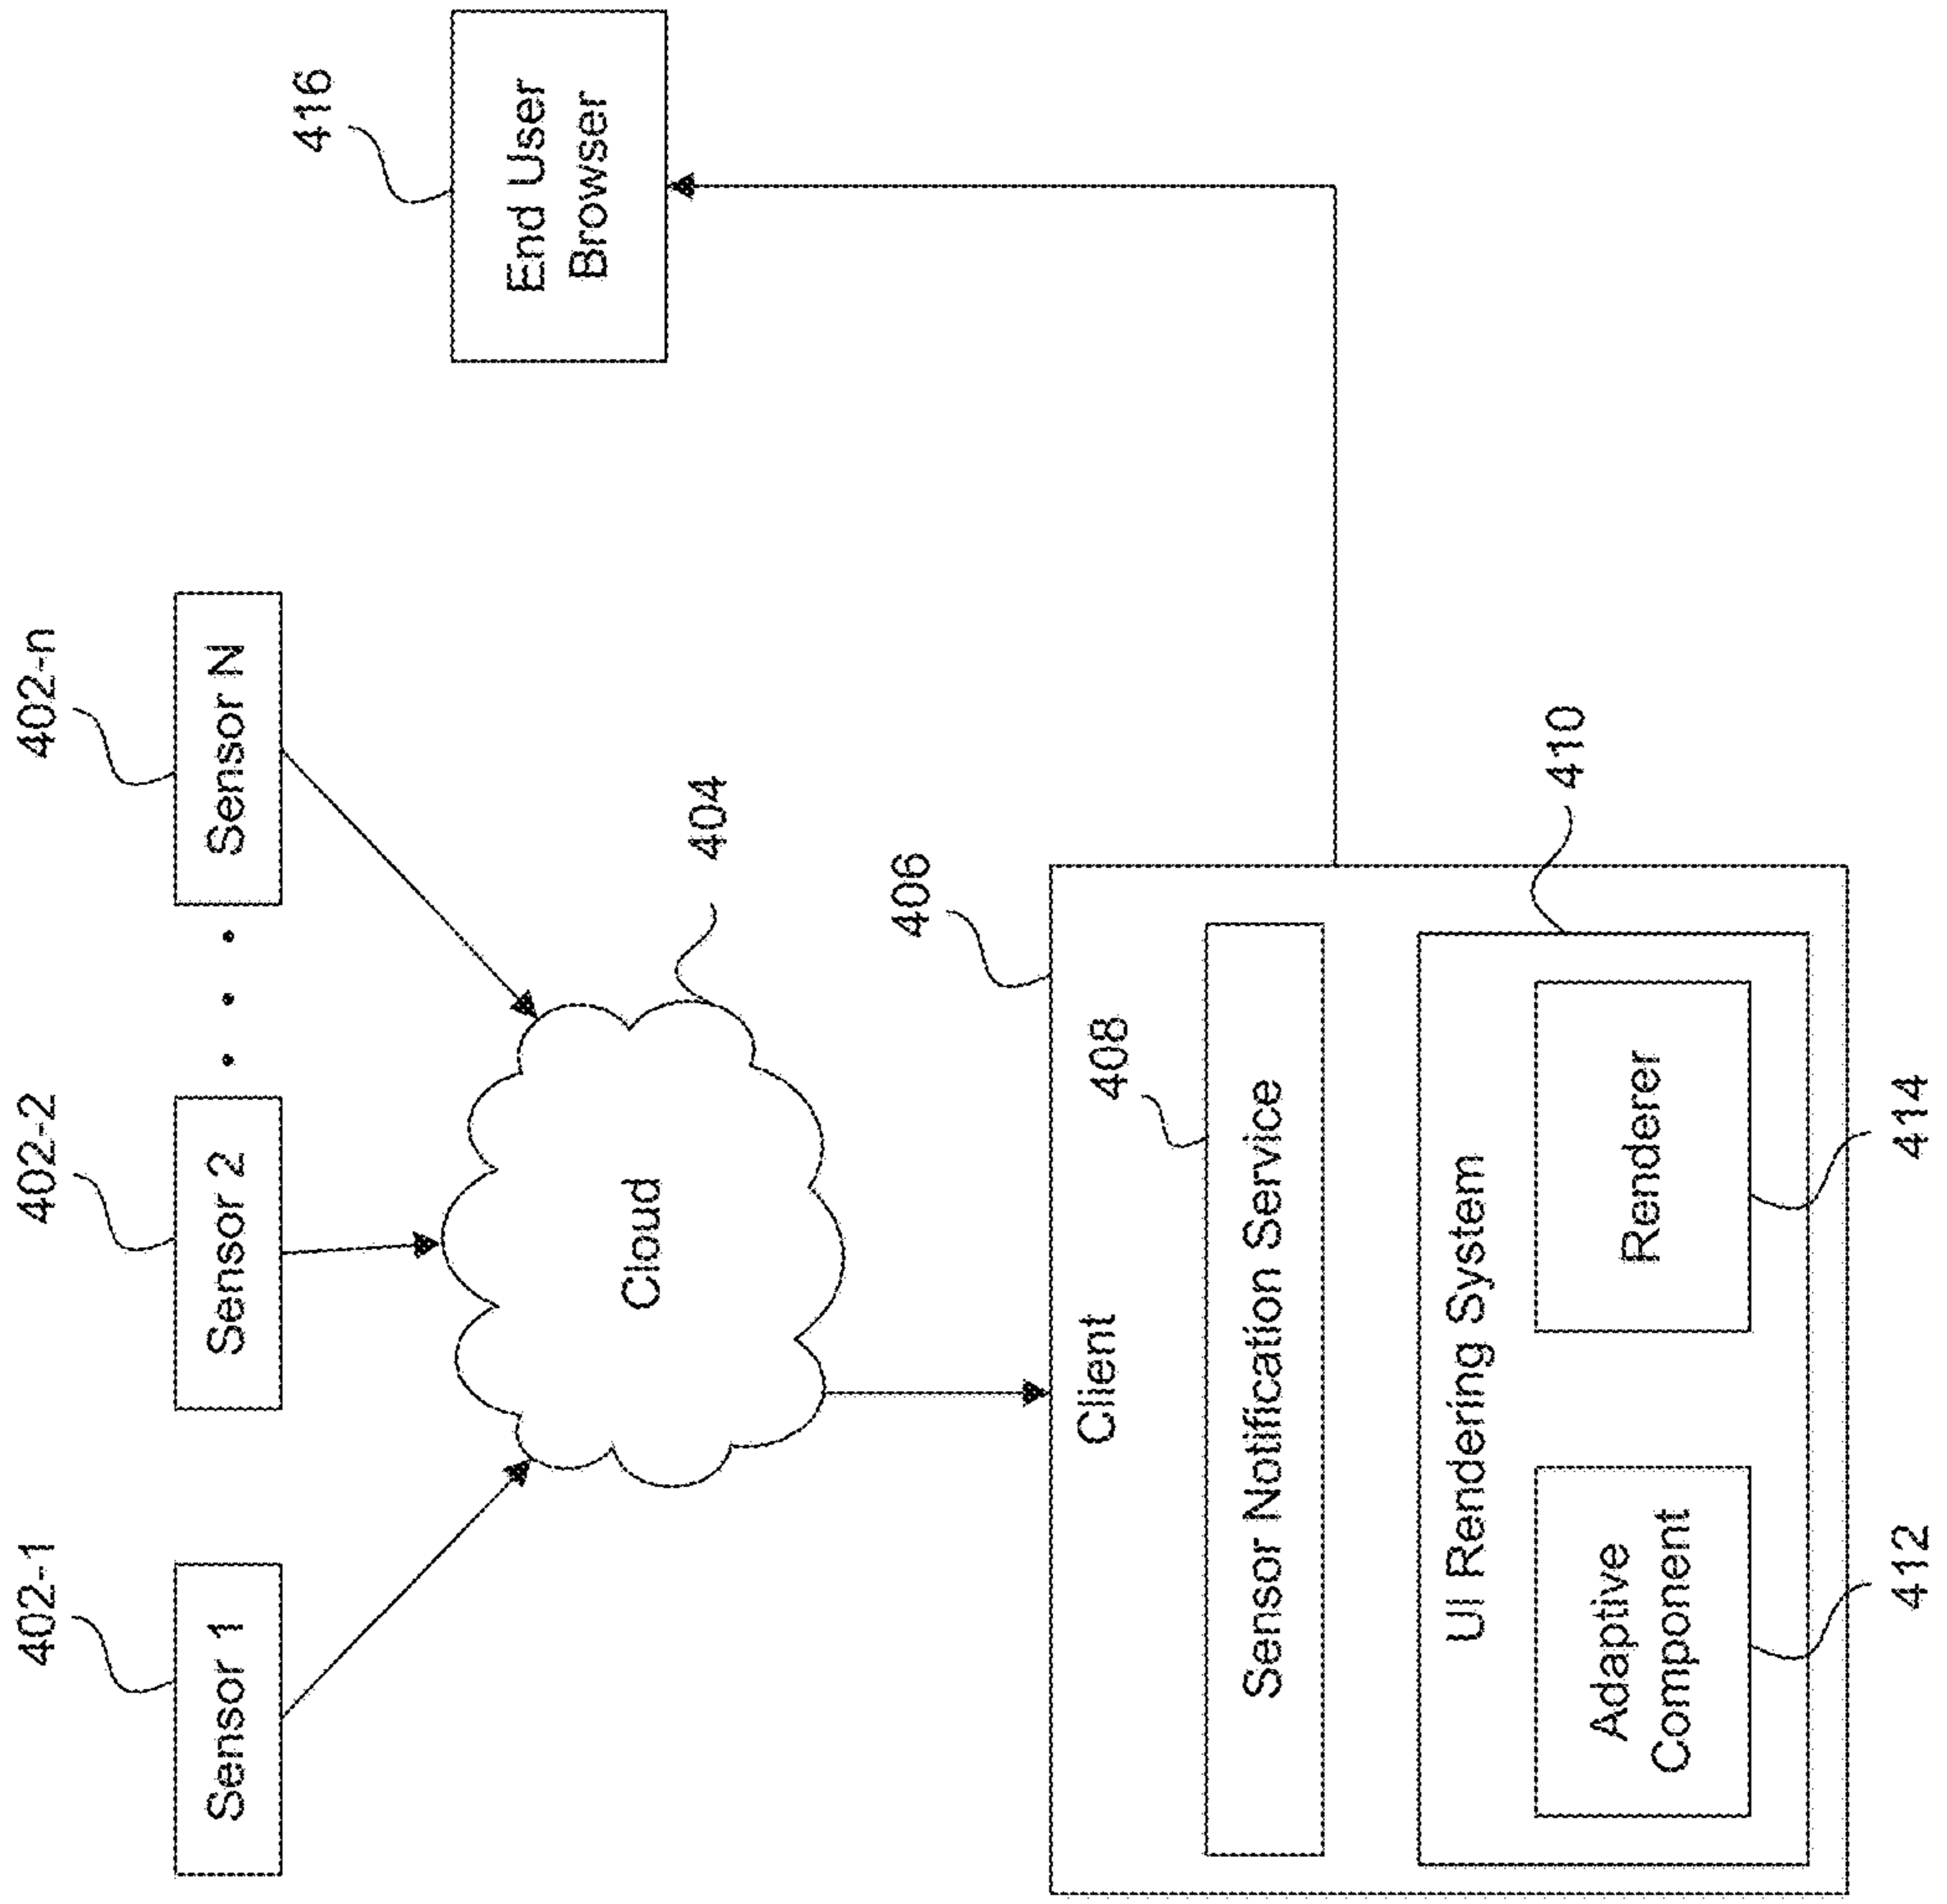 402-1
402-2
402-n
Sensor 1
Sensor 2
Sensor N
416
End User
Browser
404
Cloud
406
Client
408
Sensor Notification Service
410
UI Rendering System
Adaptive
Component
Renderer
412
414